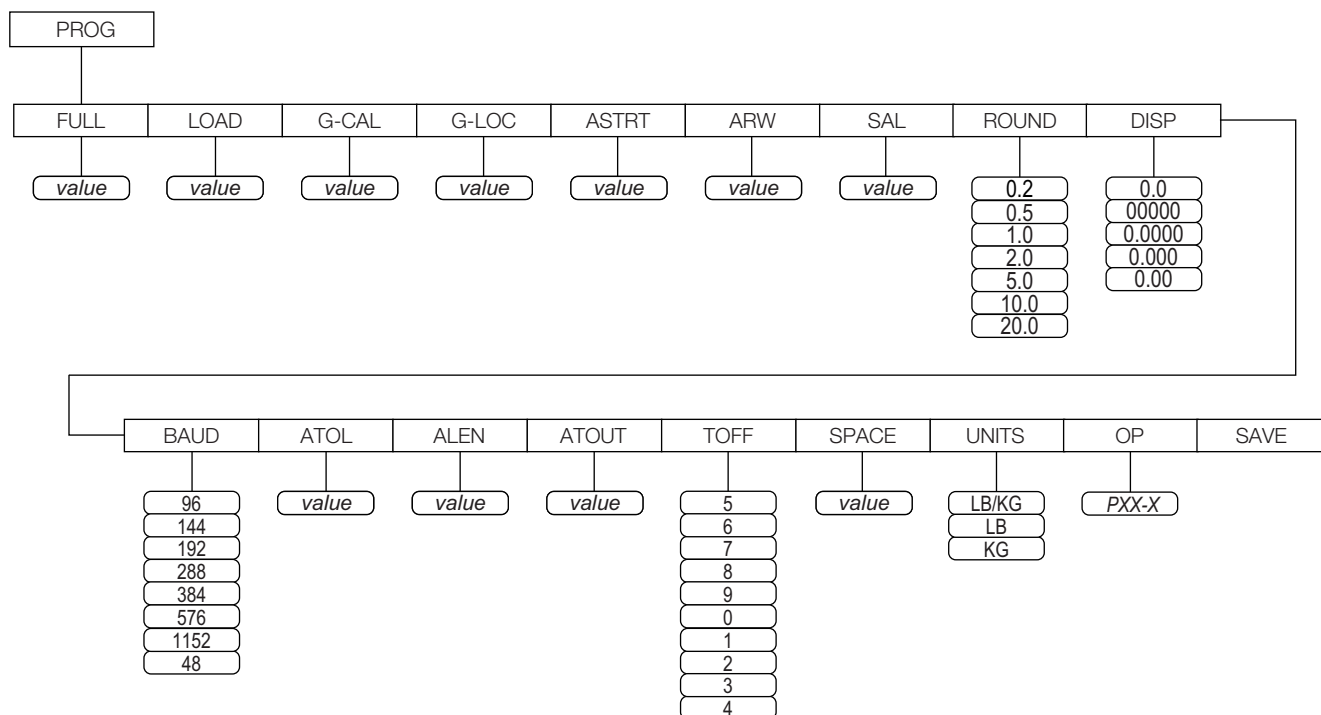 PROG
FULL LOAD G-CAL G-LOC ASTRT ARW SAL ROUND DISP
value value value value value value value 0.2 0.0
0.5 00000
1.0 0.0000
2.0 0.000
5.0 0.00
10.0
20.0
BAUD ATOL ALEN ATOUT TOFF SPACE UNITS OP SAVE
96 value value value 5 value LB/KG PXX-X
144 6 LB
192 7 KG
288 8
384 9
576 0
1152 1
48 2
3
4